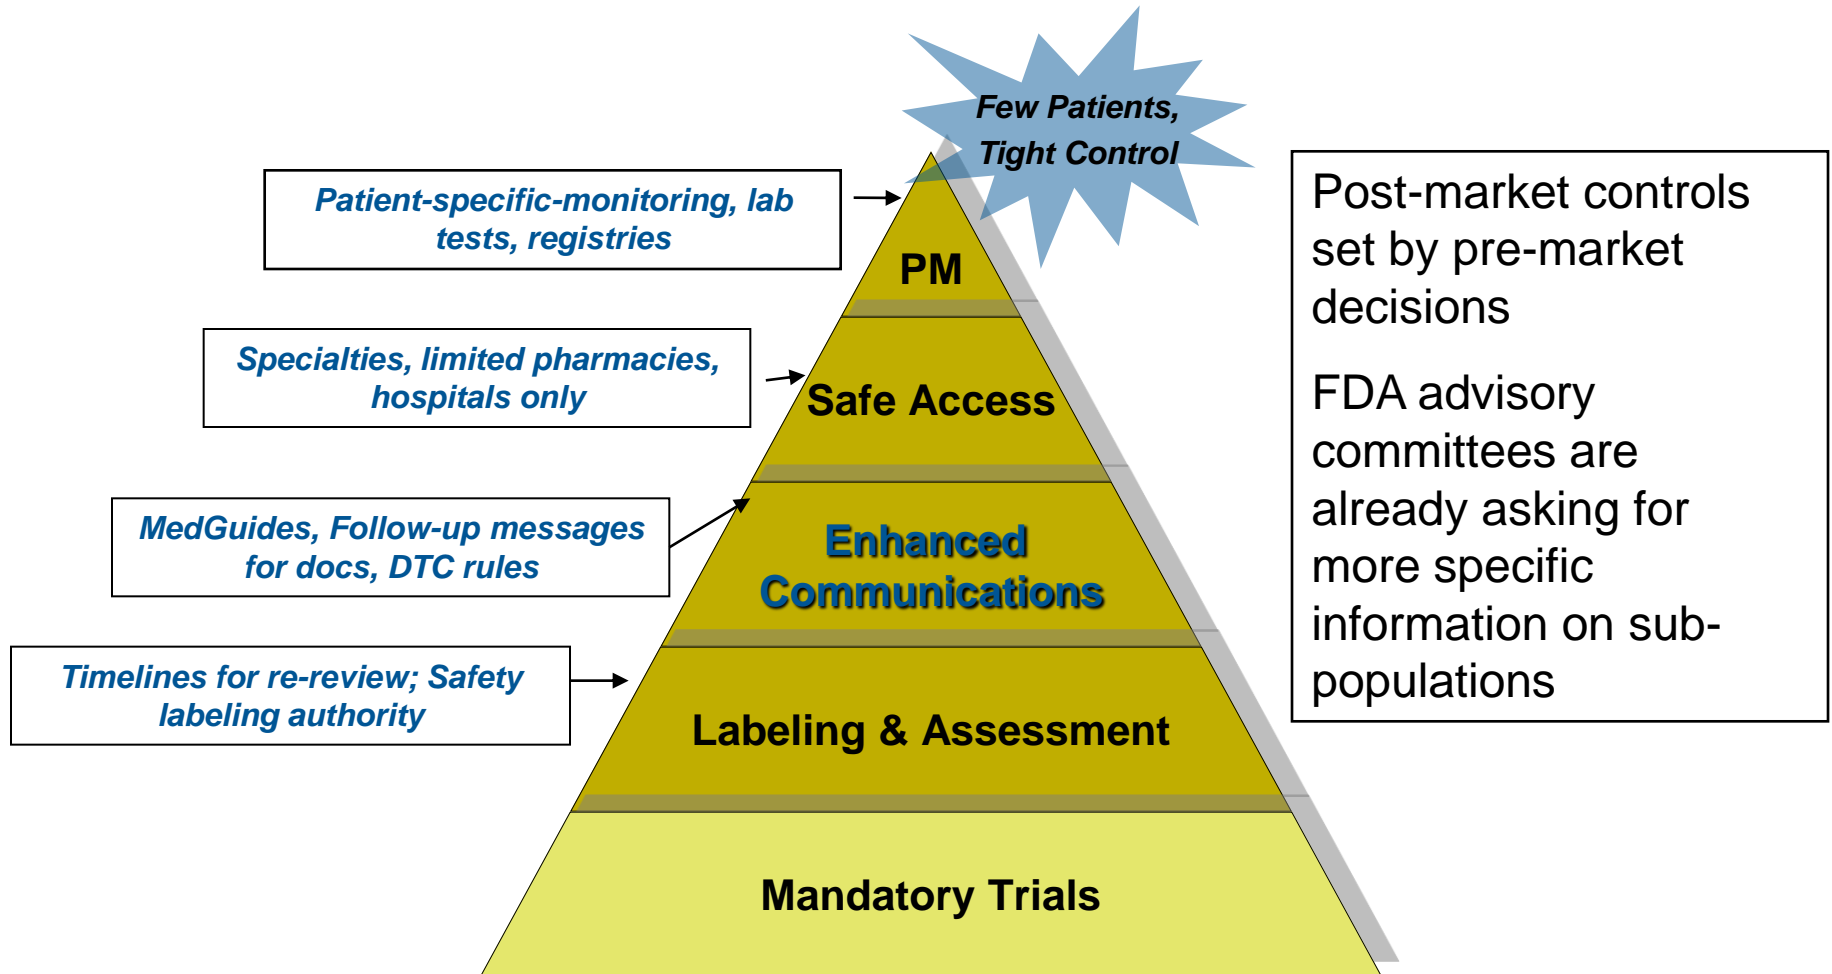 Few Patients,
Tight Control
Patient-specific-monitoring, lab
tests, registries
PM
Specialties, limited pharmacies,
hospitals only
Safe Access
MedGuides, Follow-up messages
for docs, DTC rules
Enhanced
Communications
Timelines for re-review; Safety
labeling authority
Labeling & Assessment
Mandatory Trials
Post-market controls
set by pre-market
decisions
FDA advisory
committees are
already asking for
more specific
information on sub-
populations